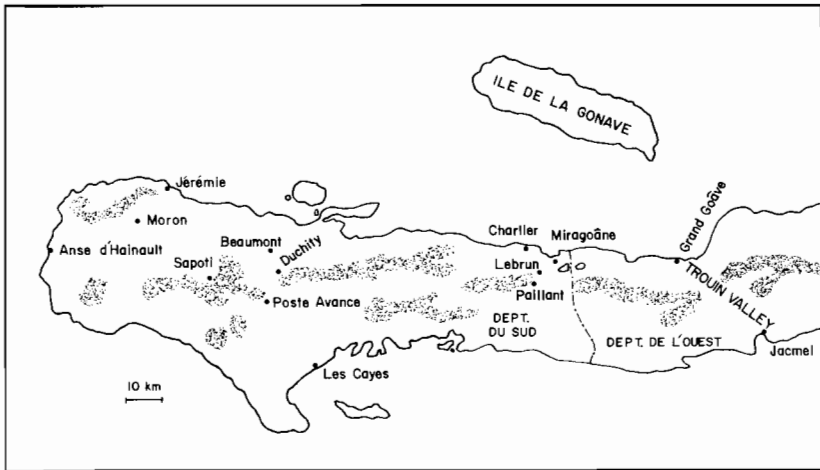 ILE DE LA GONAVE
Jérémie
Moron
Anse d'Hainault
Beaumont
Duchity
Sapoti
Poste Avance
Les Cayes
10 km
Charlier
Miragoâne
Lebrun
Paillant
Grand Goâve
TROUIN VALLEY
DEPT.
DU SUD
DEPT. DE L'OUEST
Jacmel